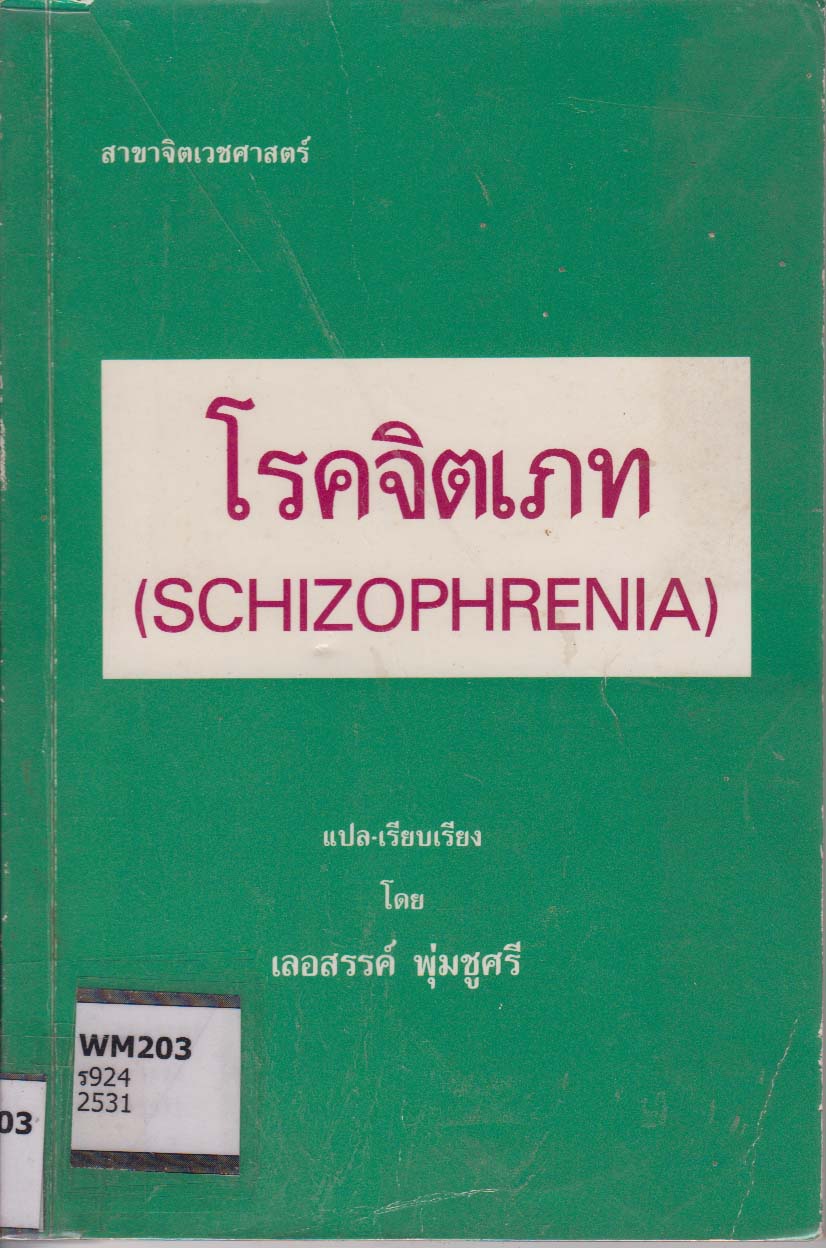 สาขาจิตเวชศาสตร์
โรคจิตเภท
(SCHIZOPHRENIA)
แปล-เรียบเรียง
โดย
เลอสรรค์ พุ่มชูศรี
WM203
ร924
2531
03